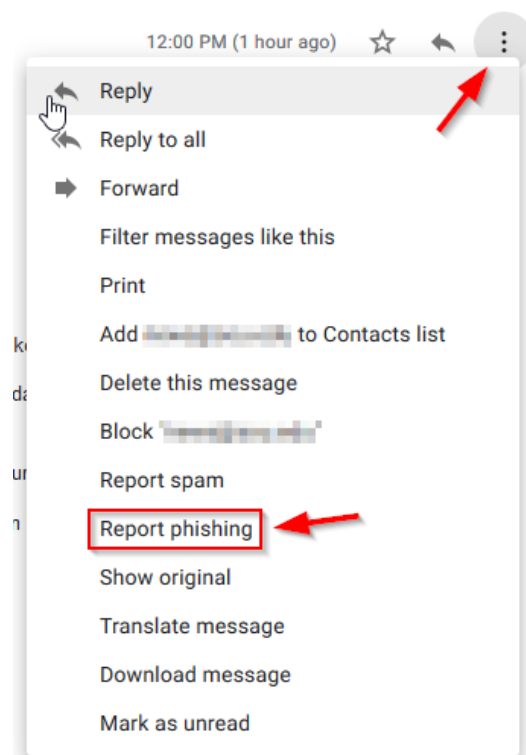 12:00 PM (1 hour ago)
Reply
Reply to all
Forward
Filter messages like this
Print
Add to Contacts list
Delete this message
Block
Report spam
Report phishing
Show original
Translate message
Download message
Mark as unread